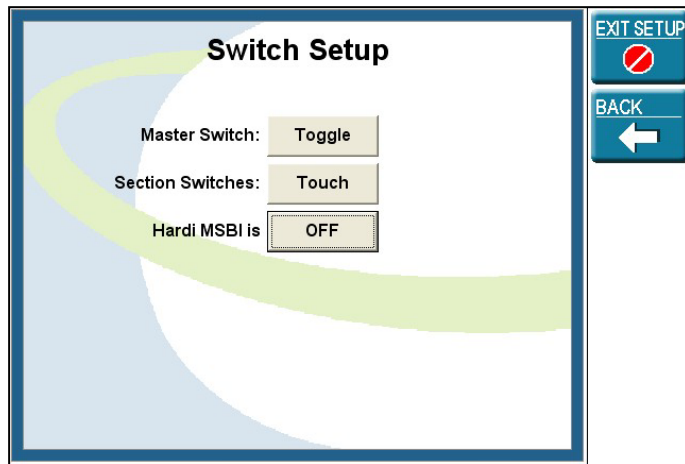 Switch Setup
Master Switch: Toggle
Section Switches: Touch
Hardi MSBI is OFF
EXIT SETUP
BACK